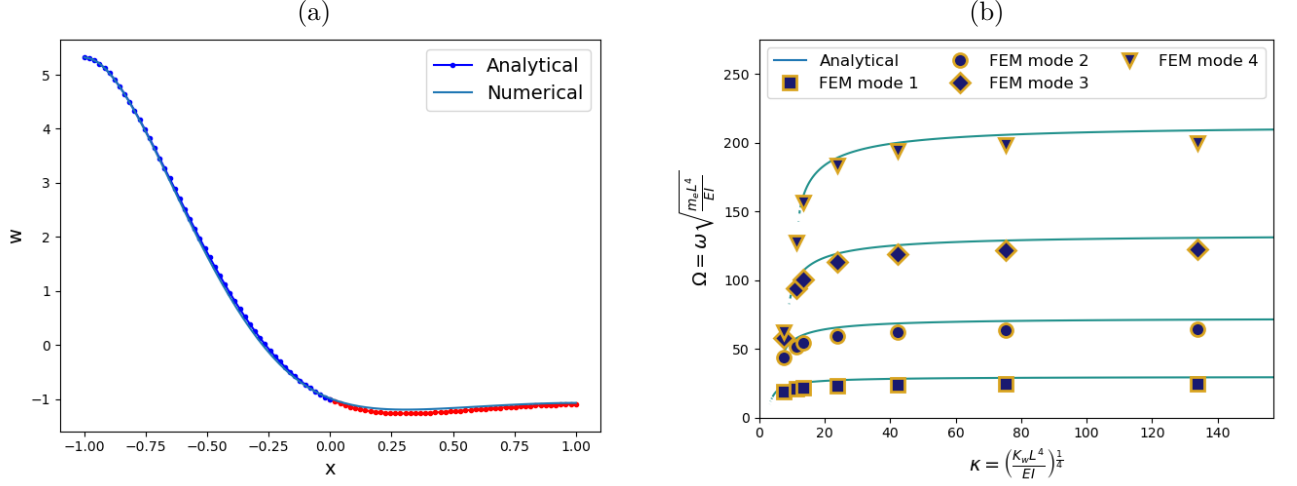 (a)
5
4
3
2
1
0
−1
w
−1.00 −0.75 −0.50 −0.25 0.00 0.25 0.50 0.75 1.00
x
Analytical
Numerical
(b)
250
200
150
100
50
0
Ω = ω√(m_e L⁴/EI)
0 20 40 60 80 100 120 140
κ = (K_w L⁴/EI)^(1/4)
Analytical
FEM mode 1
FEM mode 2
FEM mode 3
FEM mode 4